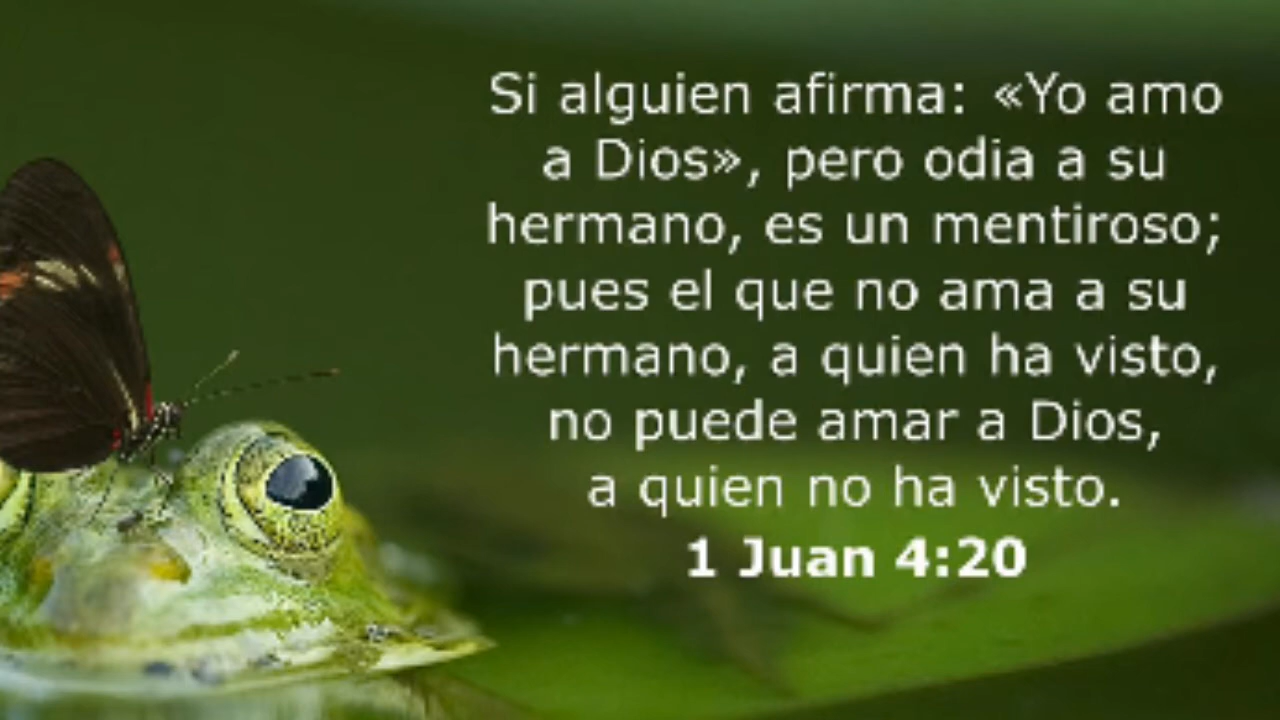 Si alguien afirma: «Yo amo
a Dios», pero odia a su
hermano, es un mentiroso;
pues el que no ama a su
hermano, a quien ha visto,
no puede amar a Dios,
a quien no ha visto.
1 Juan 4:20